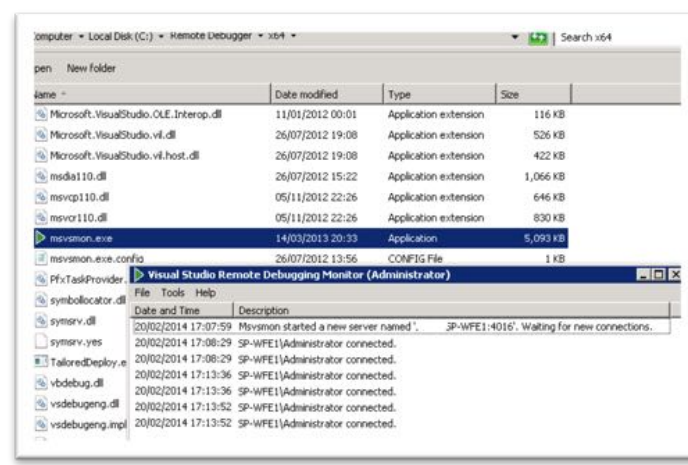 Computer ▾ Local Disk (C:) ▾ Remote Debugger ▾ x64 ▾ Search x64
pen New folder
Name Date modified Type Size
Microsoft.VisualStudio.OLE.Interop.dll 11/01/2012 00:01 Application extension 116 KB
Microsoft.VisualStudio.vil.dll 26/07/2012 19:08 Application extension 526 KB
Microsoft.VisualStudio.vil.host.dll 26/07/2012 19:08 Application extension 422 KB
msdia110.dll 26/07/2012 15:22 Application extension 1,066 KB
msvcp110.dll 05/11/2012 22:26 Application extension 646 KB
msvcr110.dll 05/11/2012 22:26 Application extension 830 KB
msvsmon.exe 14/03/2013 20:33 Application 5,093 KB
msvsmon.exe.config 26/07/2012 13:56 CONFIG File 1 KB
PfxTaskProvider.
symbollocator.dll
symsrv.dll
symsrv.yes
TailoredDeploy.e
vbdebug.dll
vsdebugeng.dll
vsdebugeng.impl
Visual Studio Remote Debugging Monitor (Administrator)
File Tools Help
Date and Time Description
20/02/2014 17:07:59 Msvsmon started a new server named '. SP-WFE1:4016'. Waiting for new connections.
20/02/2014 17:08:29 SP-WFE1\Administrator connected.
20/02/2014 17:08:29 SP-WFE1\Administrator connected.
20/02/2014 17:13:36 SP-WFE1\Administrator connected.
20/02/2014 17:13:36 SP-WFE1\Administrator connected.
20/02/2014 17:13:52 SP-WFE1\Administrator connected.
20/02/2014 17:13:52 SP-WFE1\Administrator connected.